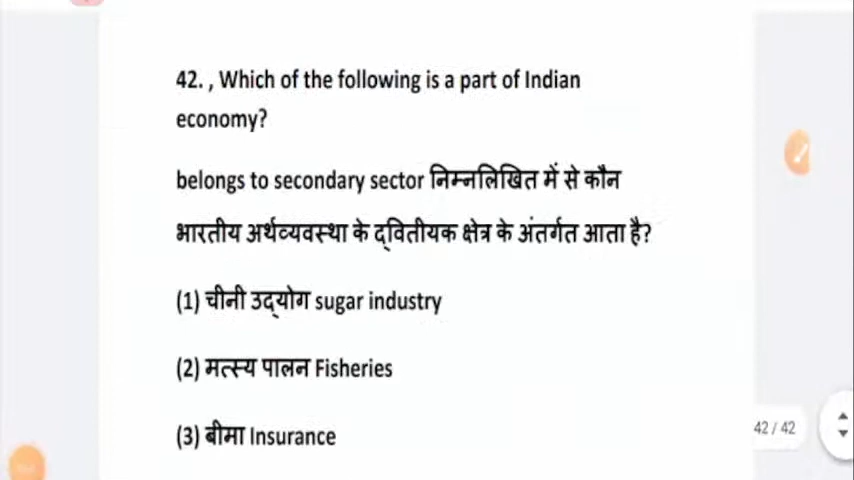 42. , Which of the following is a part of Indian
economy?
belongs to secondary sector निम्नलिखित में से कौन
भारतीय अर्थव्यवस्था के द्वितीयक क्षेत्र के अंतर्गत आता है?
(1) चीनी उद्योग sugar industry
(2) मत्स्य पालन Fisheries
(3) बीमा Insurance
42 / 42